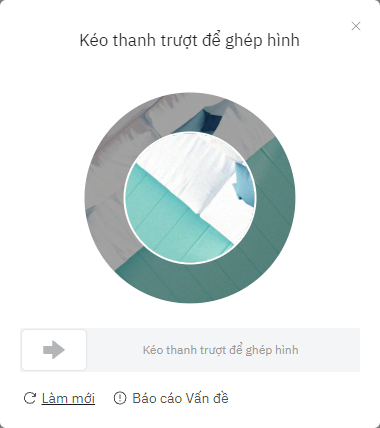 Kéo thanh trượt để ghép hình
Kéo thanh trượt để ghép hình
Làm mới
Báo cáo Vấn đề